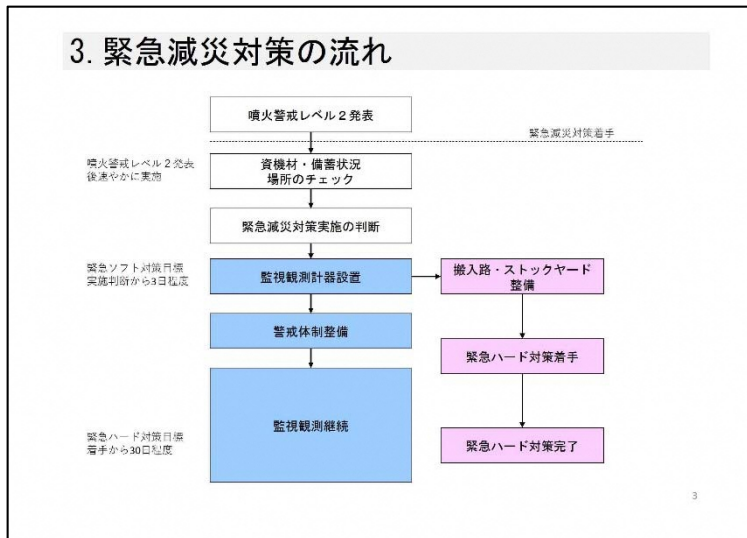 3. 緊急減災対策の流れ
噴火警戒レベル２発表
緊急減災対策着手
噴火警戒レベル２発表
後速やかに実施
資機材・備蓄状況
場所のチェック
緊急減災対策実施の判断
緊急ソフト対策目標
実施判断から3日程度
監視観測計器設置
搬入路・ストックヤード
整備
警戒体制整備
緊急ハード対策着手
監視観測継続
緊急ハード対策目標
着手から30日程度
緊急ハード対策完了
3